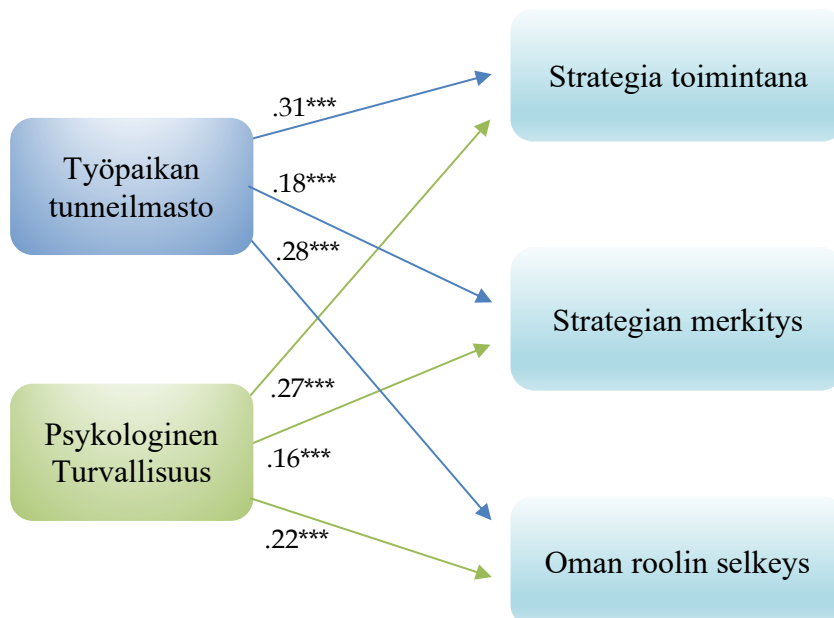 Strategia toimintana
.31***
Työpaikan
tunneilmasto
.18***
.28***
Strategian merkitys
.27***
Psykologinen
Turvallisuus
.16***
.22***
Oman roolin selkeys